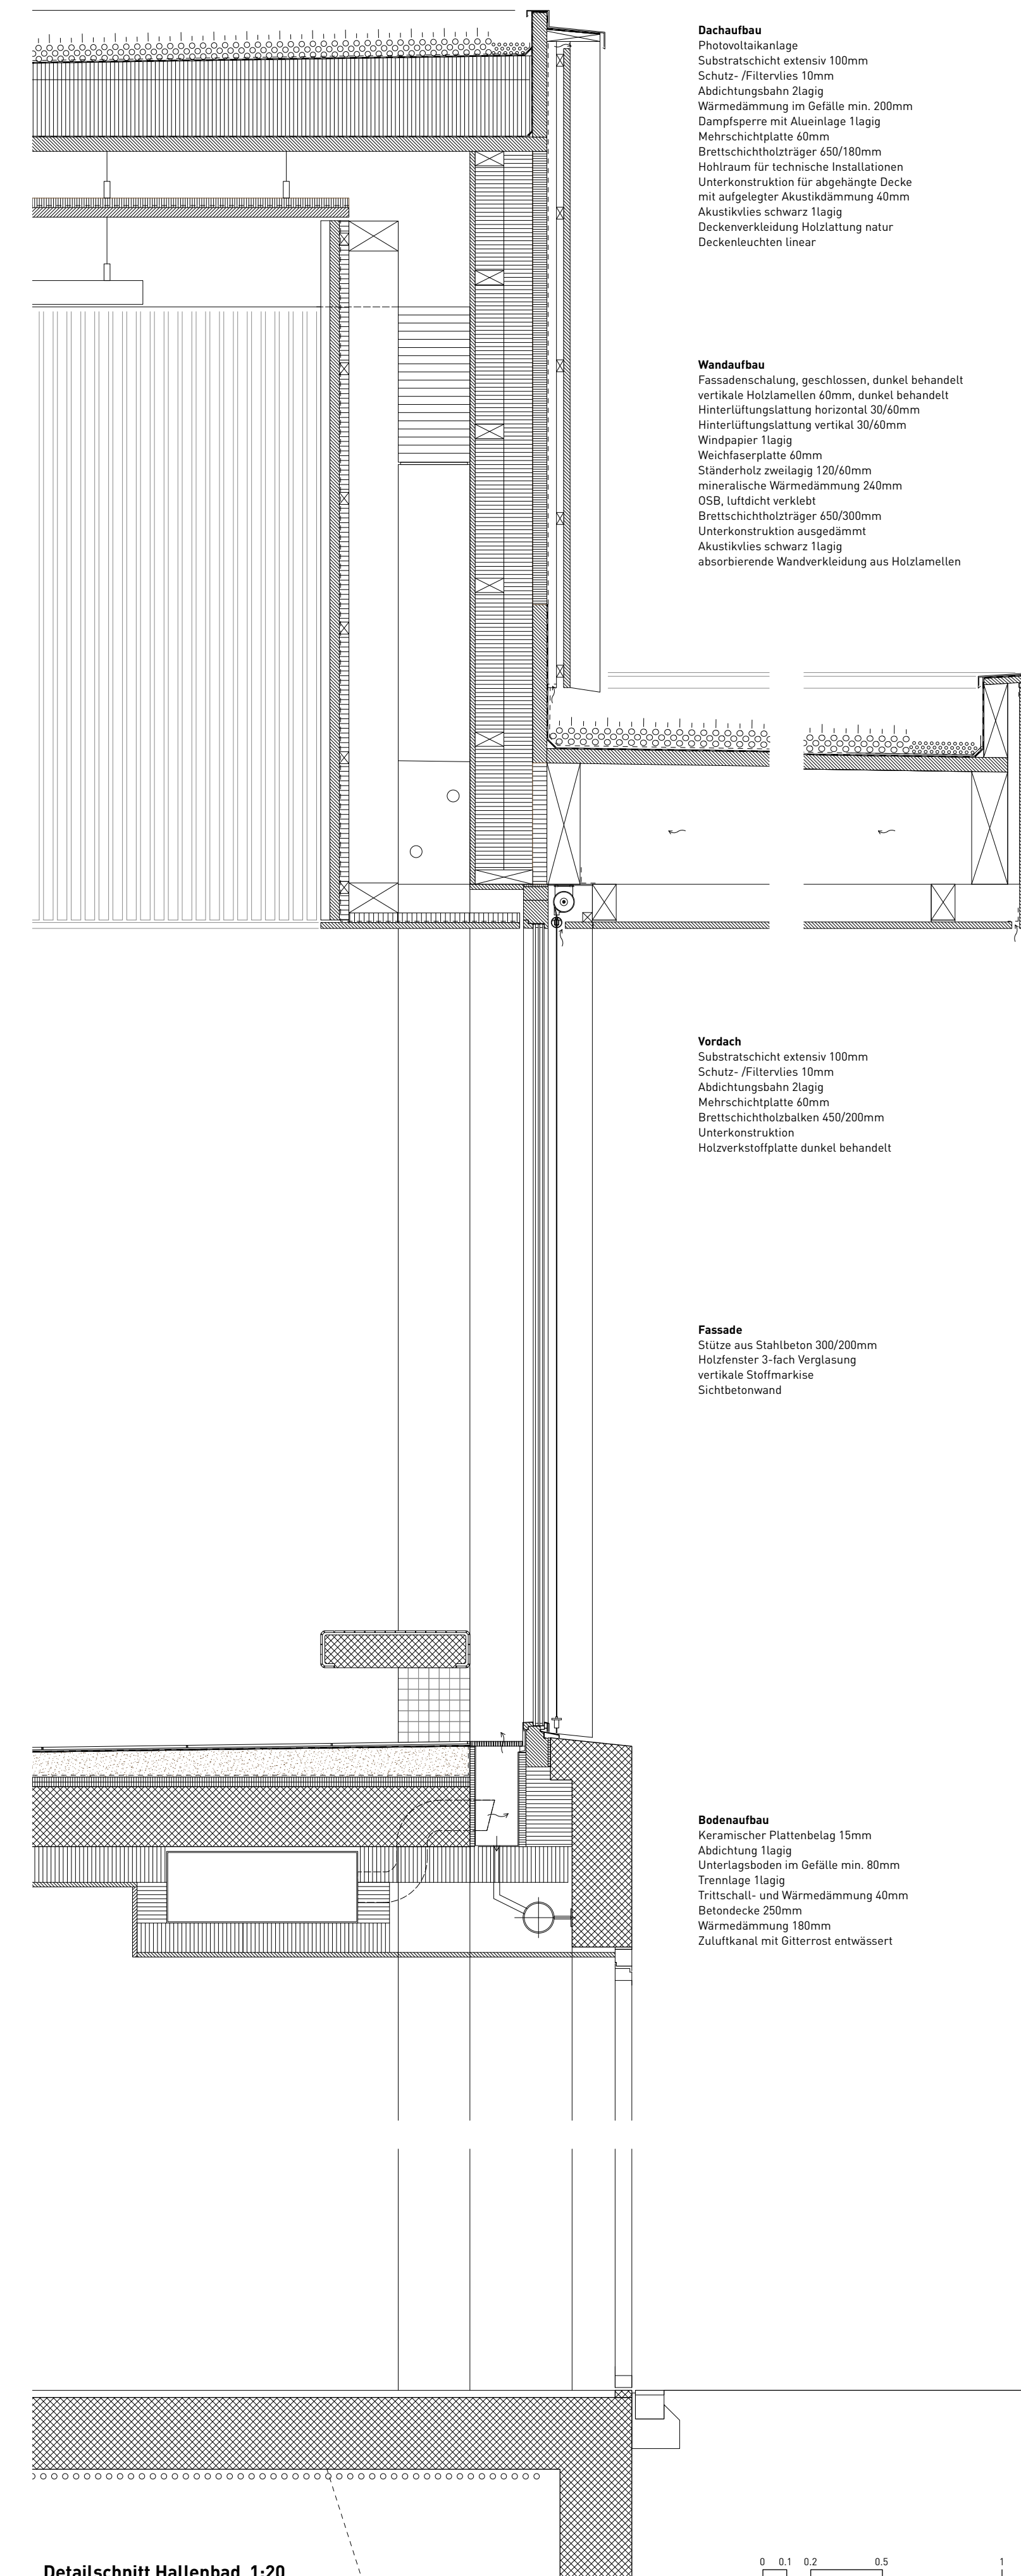 Dachaufbau
Photovoltaikanlage
Substratschicht extensiv 100mm
Schutz- /Filtervlies 10mm
Abdichtungsbahn 2lagig
Wärmedämmung im Gefälle min. 200mm
Dampfsperre mit Alueinlage 1lagig
Mehrschichtplatte 60mm
Brettschichtholzträger 650/180mm
Hohlraum für technische Installationen
Unterkonstruktion für abgehängte Decke
mit aufgelegter Akustikdämmung 40mm
Akustikvlies schwarz 1lagig
Deckenverkleidung Holzlattung natur
Deckenleuchten linear
Wandaufbau
Fassadenschalung, geschlossen, dunkel behandelt
vertikale Holzlamellen 60mm, dunkel behandelt
Hinterlüftungslattung horizontal 30/60mm
Hinterlüftungslattung vertikal 30/60mm
Windpapier 1lagig
Weichfaserplatte 60mm
Ständerholz zweilagig 120/60mm
mineralische Wärmedämmung 240mm
OSB, luftdicht verklebt
Brettschichtholzträger 650/300mm
Unterkonstruktion ausgedämmt
Akustikvlies schwarz 1lagig
absorbierende Wandverkleidung aus Holzlamellen
Vordach
Substratschicht extensiv 100mm
Schutz- /Filtervlies 10mm
Abdichtungsbahn 2lagig
Mehrschichtplatte 60mm
Brettschichtholzbalken 450/200mm
Unterkonstruktion
Holzverkstoffplatte dunkel behandelt
Fassade
Stütze aus Stahlbeton 300/200mm
Holzfenster 3-fach Verglasung
vertikale Stoffmarkise
Sichtbetonwand
Bodenaufbau
Keramischer Plattenbelag 15mm
Abdichtung 1lagig
Unterlagsboden im Gefälle min. 80mm
Trennlage 1lagig
Trittschall- und Wärmedämmung 40mm
Betondecke 250mm
Wärmedämmung 180mm
Zuluftkanal mit Gitterrost entwässert
Detailschnitt Hallenbad 1:20
0 0.1 0.2 0.5 1